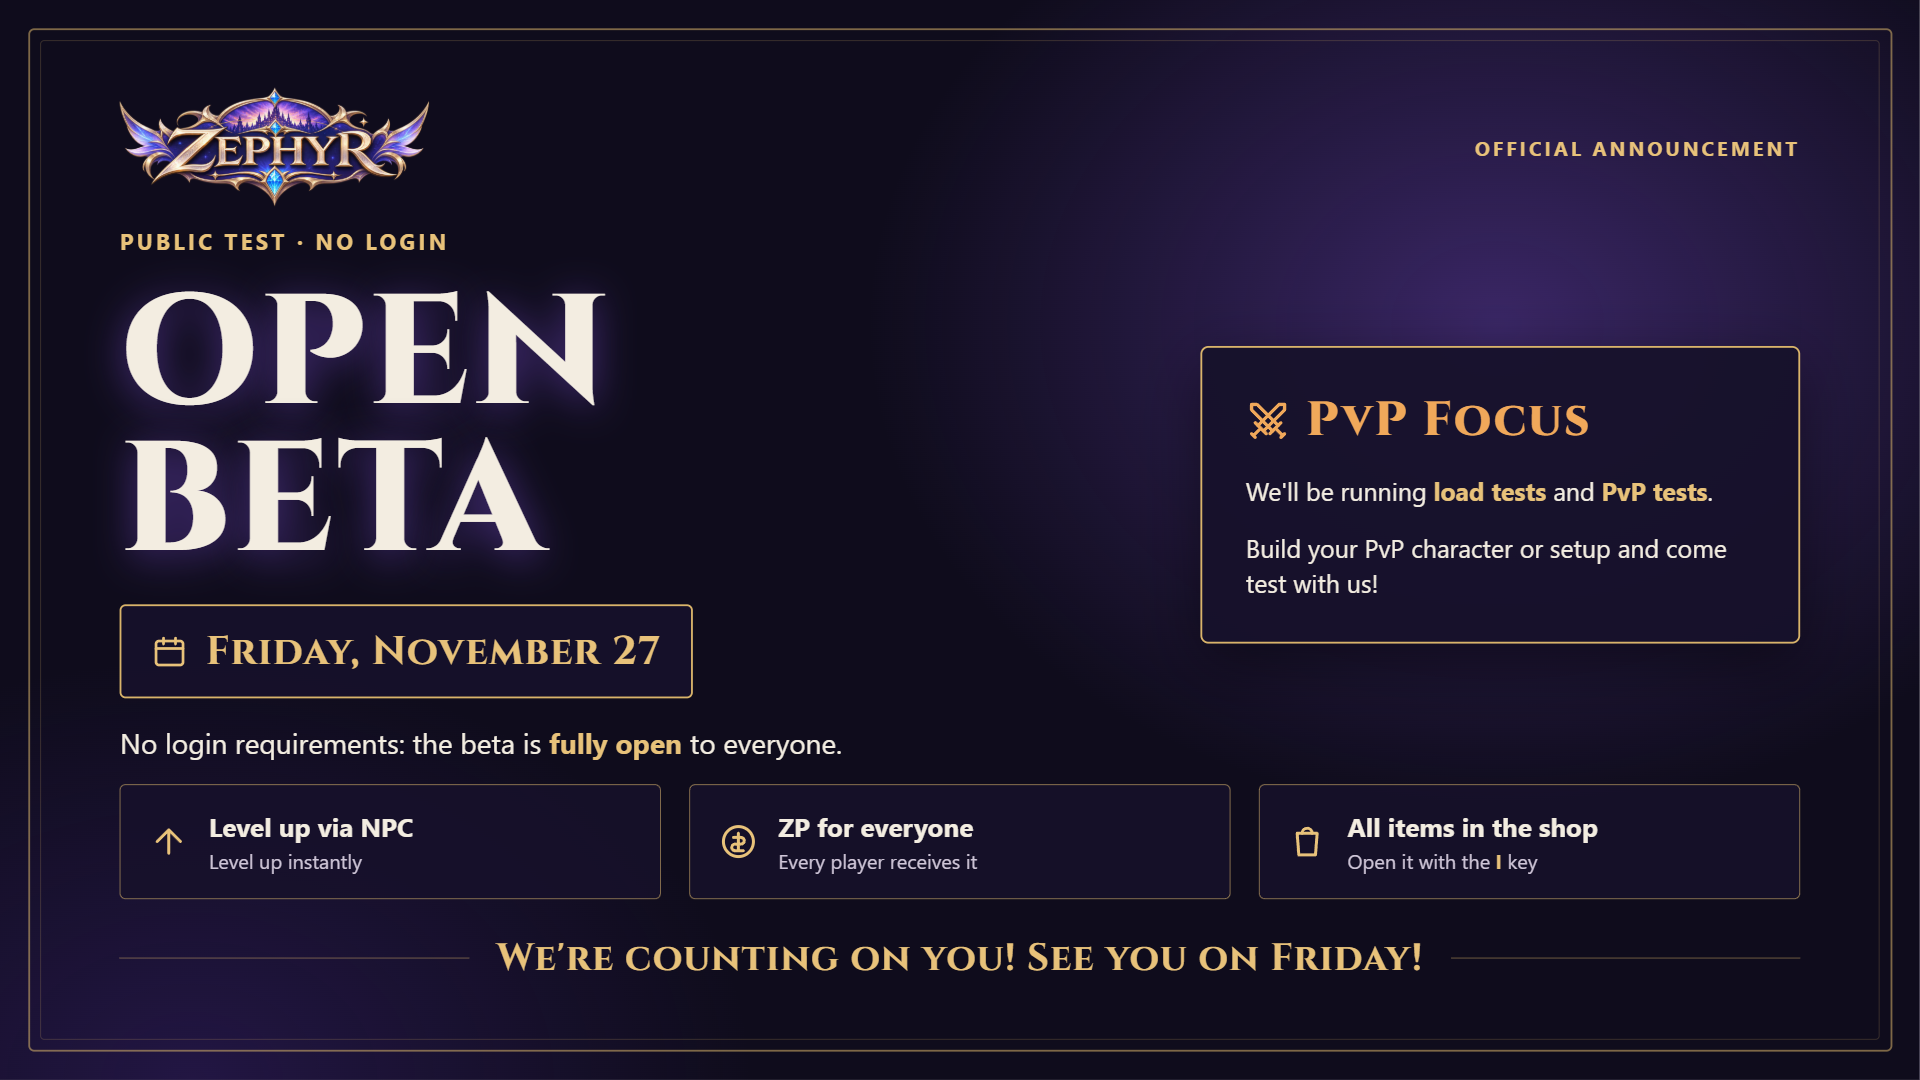 ZEPHYR
OFFICIAL ANNOUNCEMENT
PUBLIC TEST · NO LOGIN
OPEN
BETA
Friday, November 27
No login requirements: the beta is fully open to everyone.
PvP Focus
We'll be running load tests and PvP tests.
Build your PvP character or setup and come
test with us!
Level up via NPC
Level up instantly
ZP for everyone
Every player receives it
All items in the shop
Open it with the I key
We're counting on you! See you on Friday!